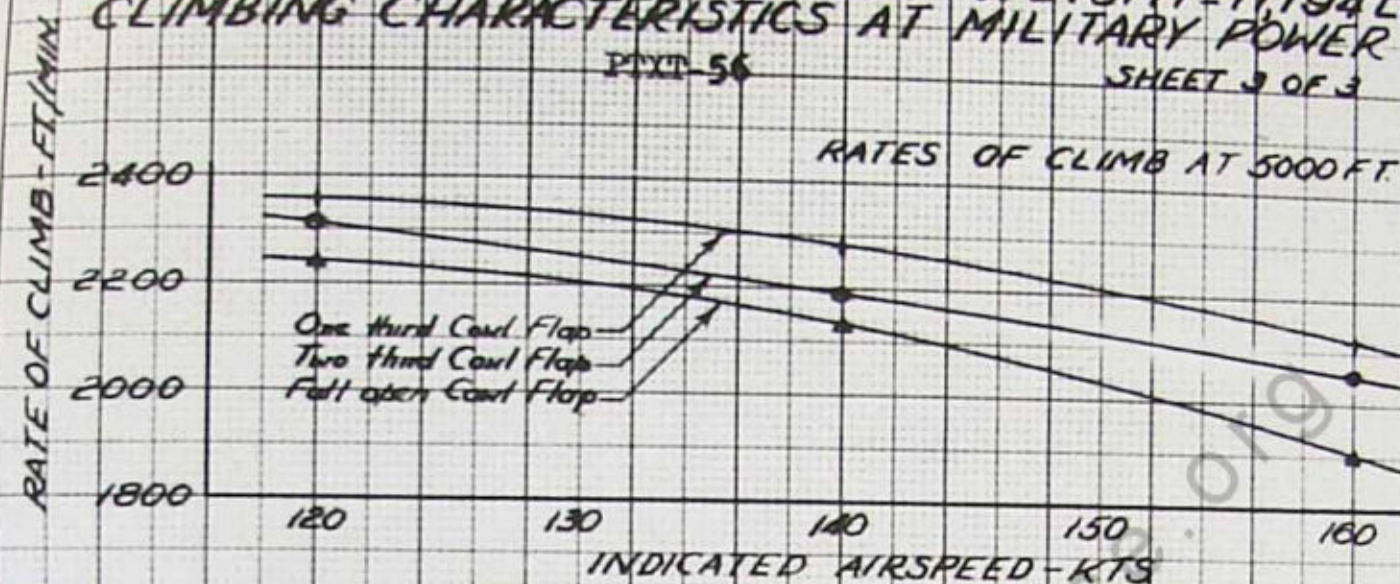 CLIMBING CHARACTERISTICS AT MILITARY POWER
PTXT-56
SHEET 3 OF 3
RATES OF CLIMB AT 5000 FT.
RATE OF CLIMB - FT/MIN.
2400
2200
2000
1800
One third Cowl Flap
Two third Cowl Flap
Full open Cowl Flap
120 130 140 150 160
INDICATED AIRSPEED - KTS
.org